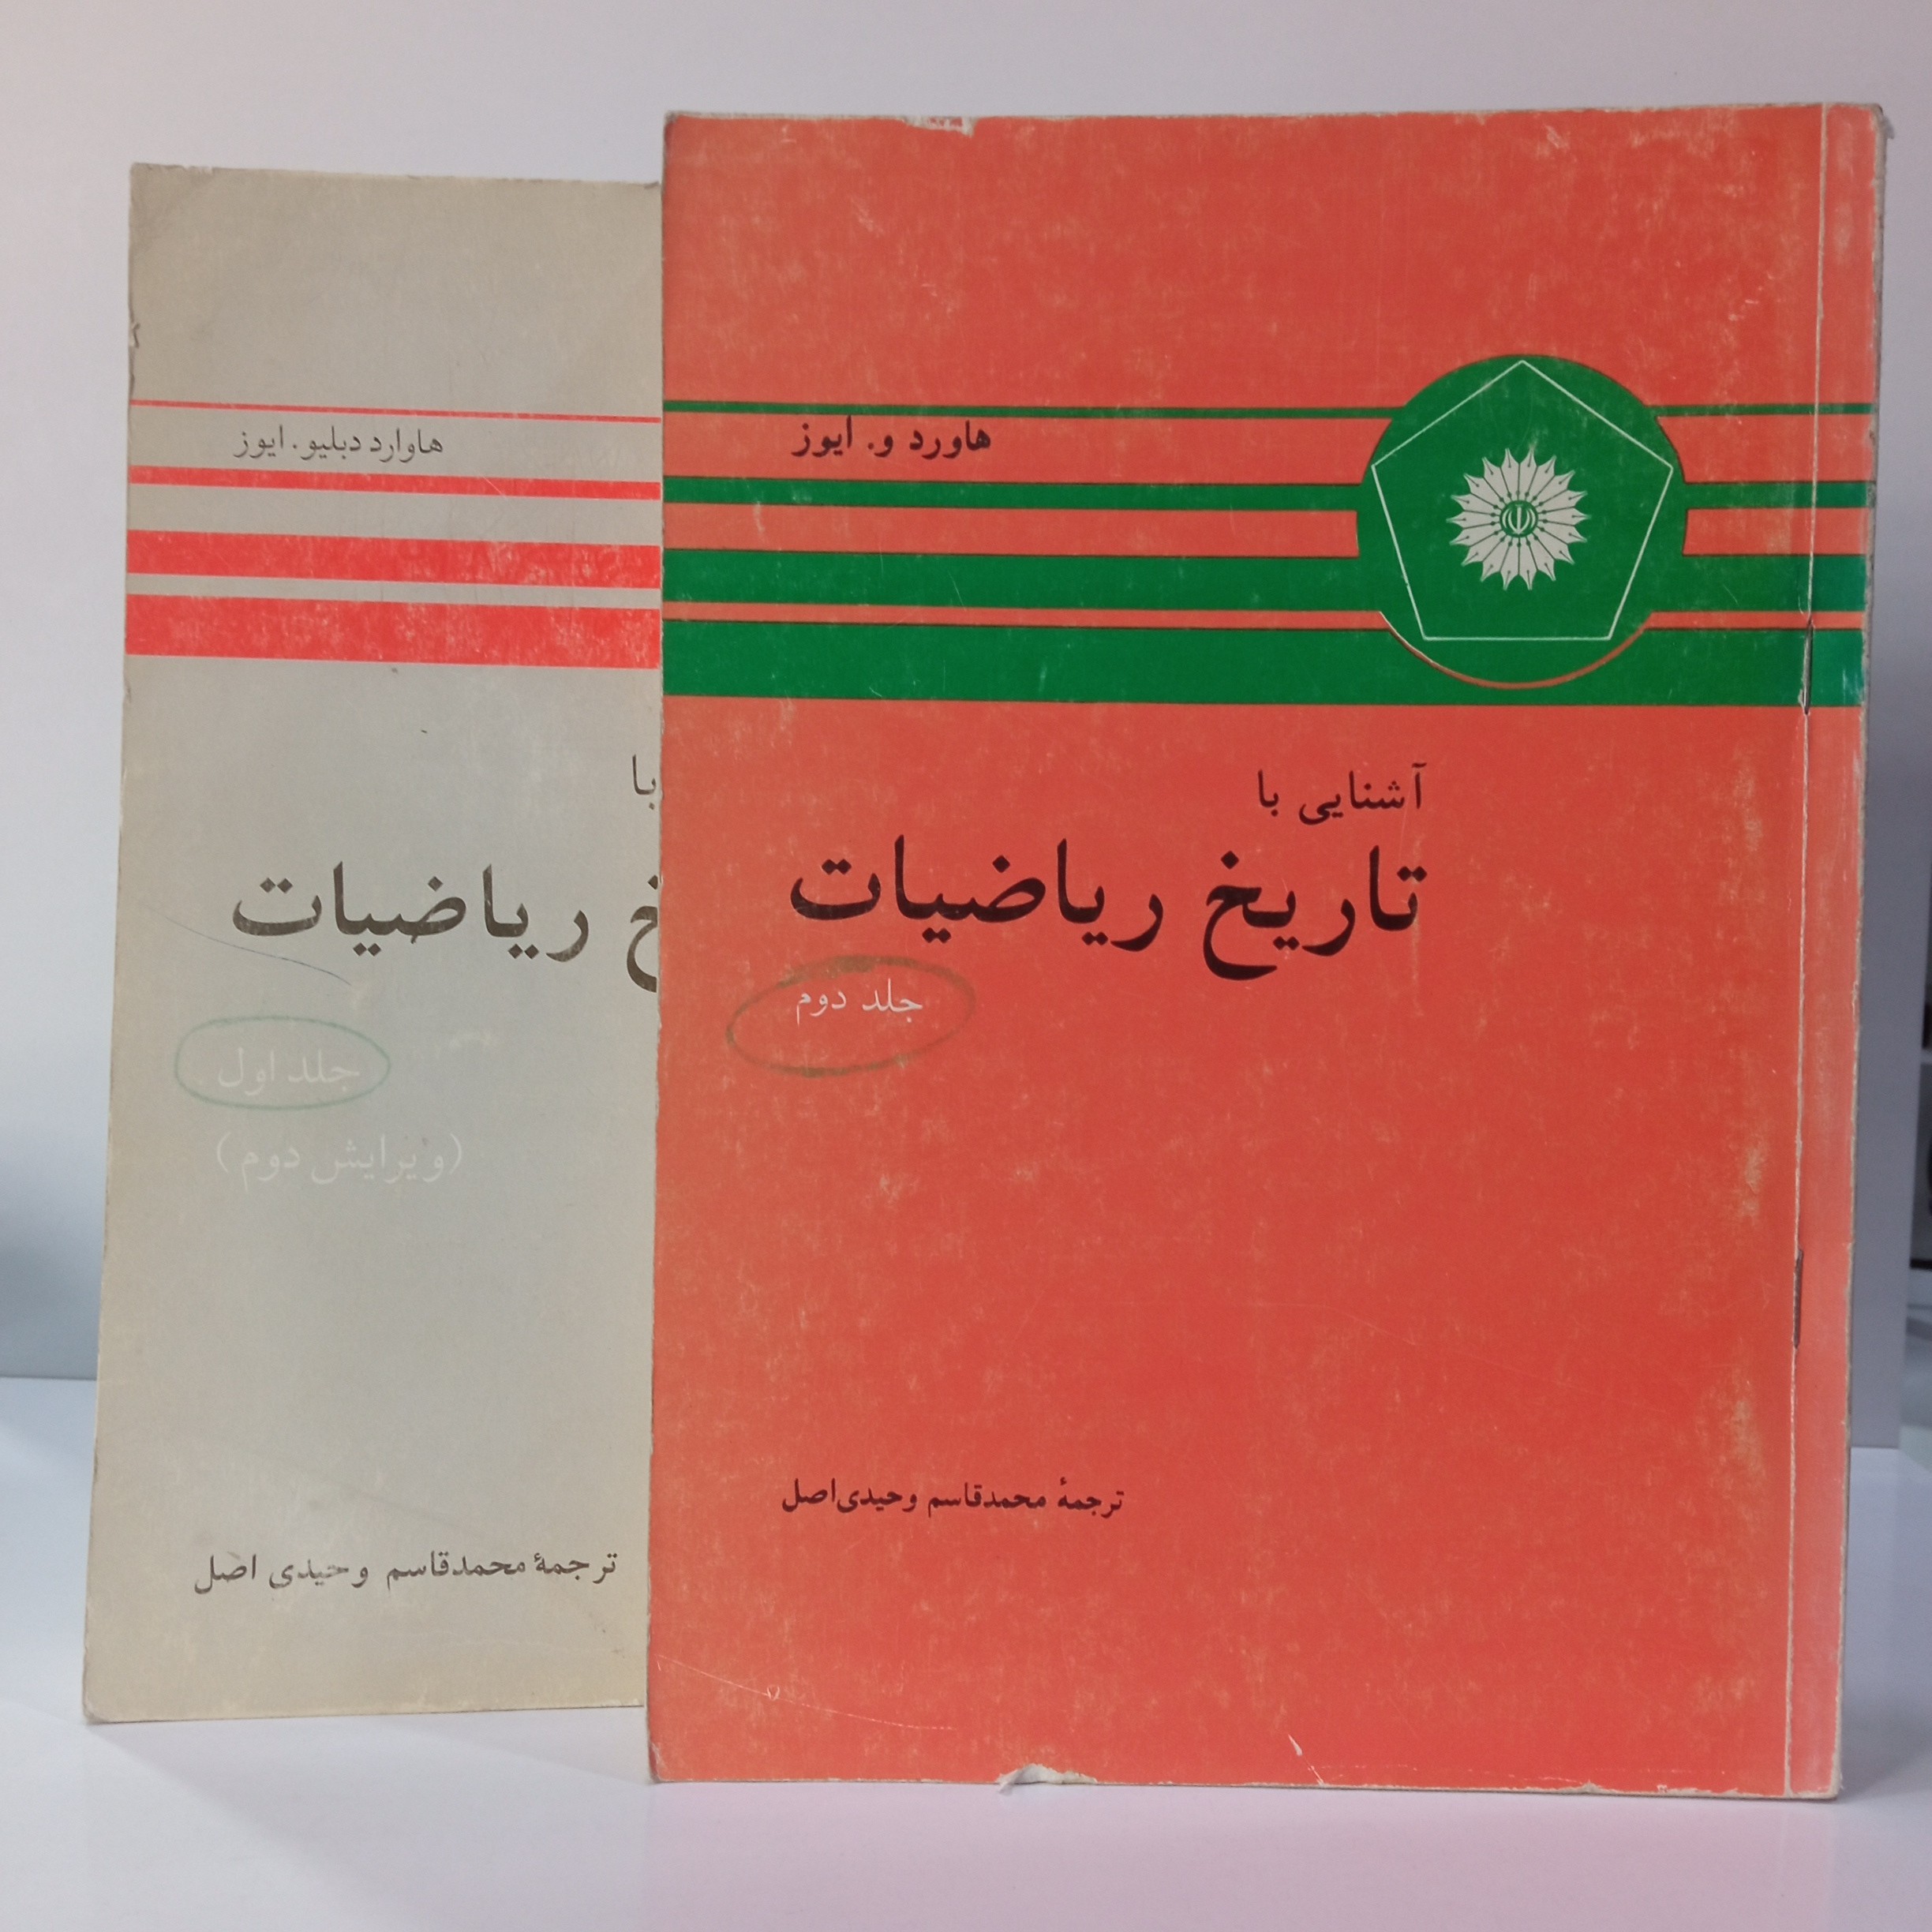 هاورد و. ایوز
آشنایی با
تاریخ ریاضیات
جلد دوم
ترجمهٔ محمدقاسم وحیدی‌اصل
هاوارد دبلیو. ایوز
با
خ ریاضیات
جلد اول
(ویرایش دوم)
ترجمهٔ محمدقاسم وحیدی اصل